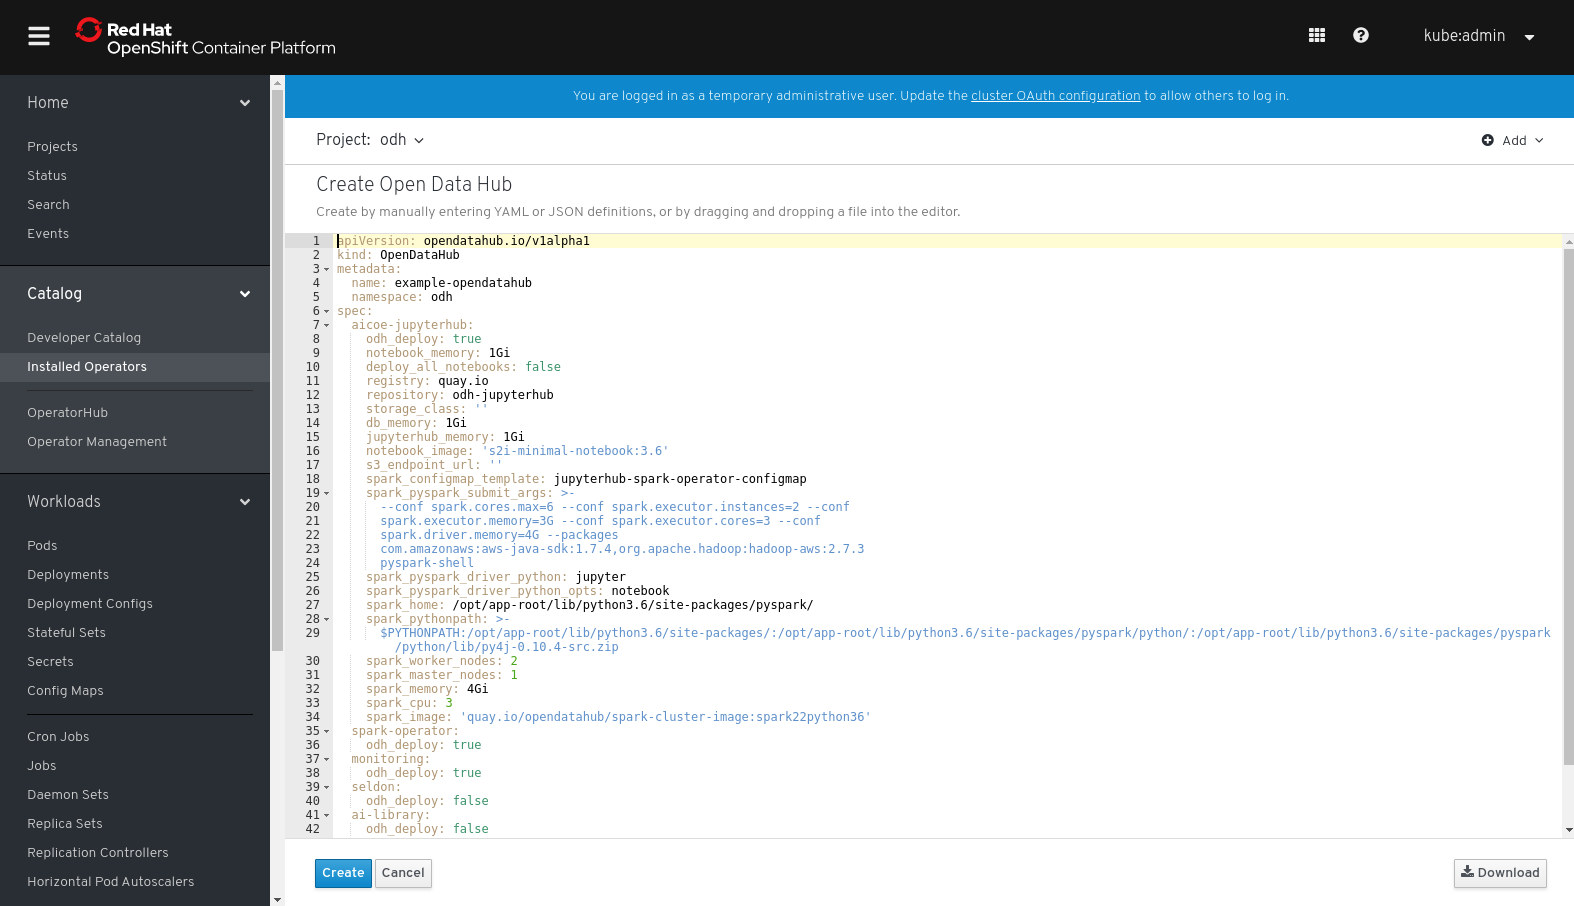 Red Hat
OpenShift Container Platform
kube:admin
Home
Projects
Status
Search
Events
Catalog
Developer Catalog
Installed Operators
OperatorHub
Operator Management
Workloads
Pods
Deployments
Deployment Configs
Stateful Sets
Secrets
Config Maps
Cron Jobs
Jobs
Daemon Sets
Replica Sets
Replication Controllers
Horizontal Pod Autoscalers
You are logged in as a temporary administrative user. Update the cluster OAuth configuration to allow others to log in.
Project: odh
Add
Create Open Data Hub
Create by manually entering YAML or JSON definitions, or by dragging and dropping a file into the editor.
1 apiVersion: opendatahub.io/v1alpha1
2 kind: OpenDataHub
3 metadata:
4 name: example-opendatahub
5 namespace: odh
6 spec:
7 aicoe-jupyterhub:
8 odh_deploy: true
9 notebook_memory: 1Gi
10 deploy_all_notebooks: false
11 registry: quay.io
12 repository: odh-jupyterhub
13 storage_class: ''
14 db_memory: 1Gi
15 jupyterhub_memory: 1Gi
16 notebook_image: 's2i-minimal-notebook:3.6'
17 s3_endpoint_url: ''
18 spark_configmap_template: jupyterhub-spark-operator-configmap
19 spark_pyspark_submit_args: >-
20 --conf spark.cores.max=6 --conf spark.executor.instances=2 --conf
21 spark.executor.memory=3G --conf spark.executor.cores=3 --conf
22 spark.driver.memory=4G --packages
23 com.amazonaws:aws-java-sdk:1.7.4,org.apache.hadoop:hadoop-aws:2.7.3
24 pyspark-shell
25 spark_pyspark_driver_python: jupyter
26 spark_pyspark_driver_python_opts: notebook
27 spark_home: /opt/app-root/lib/python3.6/site-packages/pyspark/
28 spark_pythonpath: >-
29 $PYTHONPATH:/opt/app-root/lib/python3.6/site-packages/:/opt/app-root/lib/python3.6/site-packages/pyspark/python/:/opt/app-root/lib/python3.6/site-packages/pyspark
/python/lib/py4j-0.10.4-src.zip
30 spark_worker_nodes: 2
31 spark_master_nodes: 1
32 spark_memory: 4Gi
33 spark_cpu: 3
34 spark_image: 'quay.io/opendatahub/spark-cluster-image:spark22python36'
35 spark-operator:
36 odh_deploy: true
37 monitoring:
38 odh_deploy: true
39 seldon:
40 odh_deploy: false
41 ai-library:
42 odh_deploy: false
Create
Cancel
Download